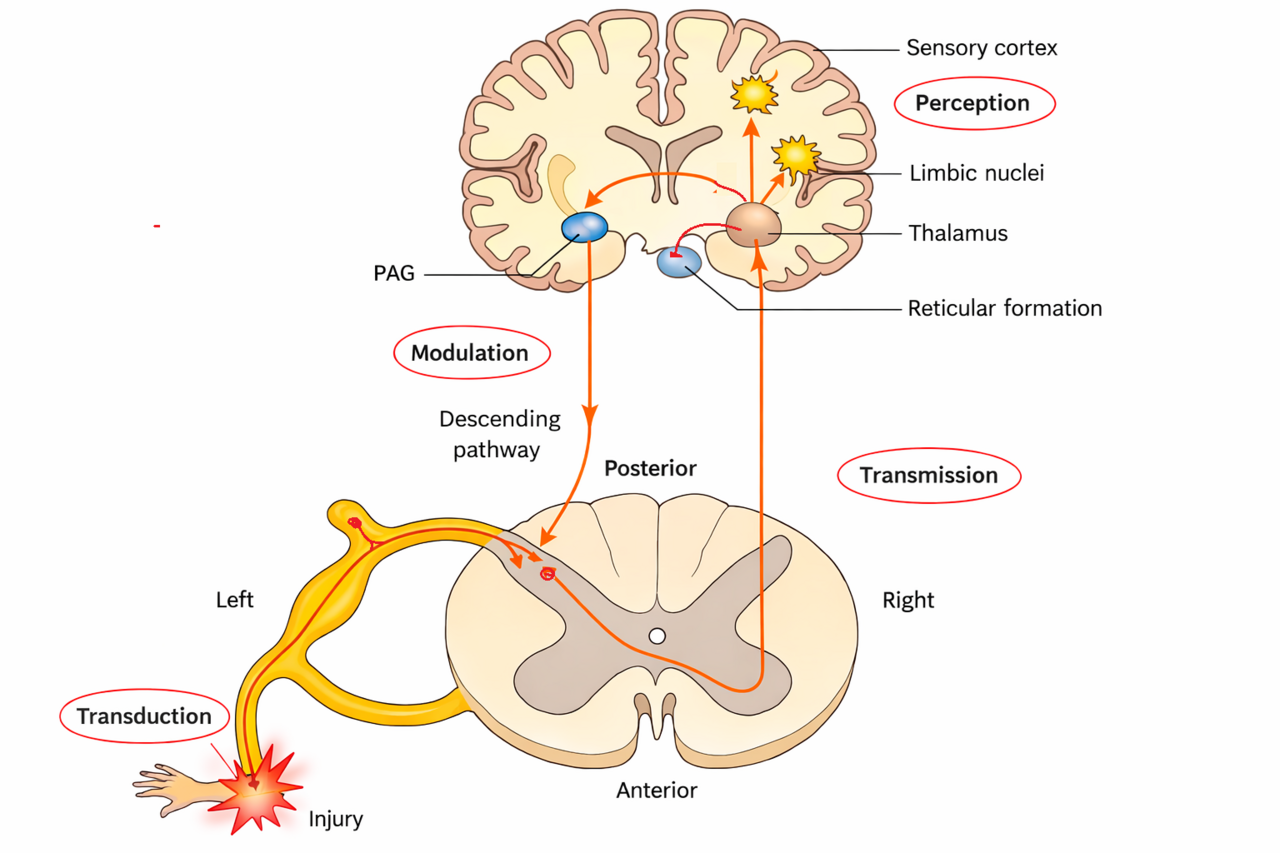 Sensory cortex
Perception
Limbic nuclei
Thalamus
PAG
Reticular formation
Modulation
Descending
pathway
Posterior
Transmission
Left
Right
Transduction
Anterior
Injury